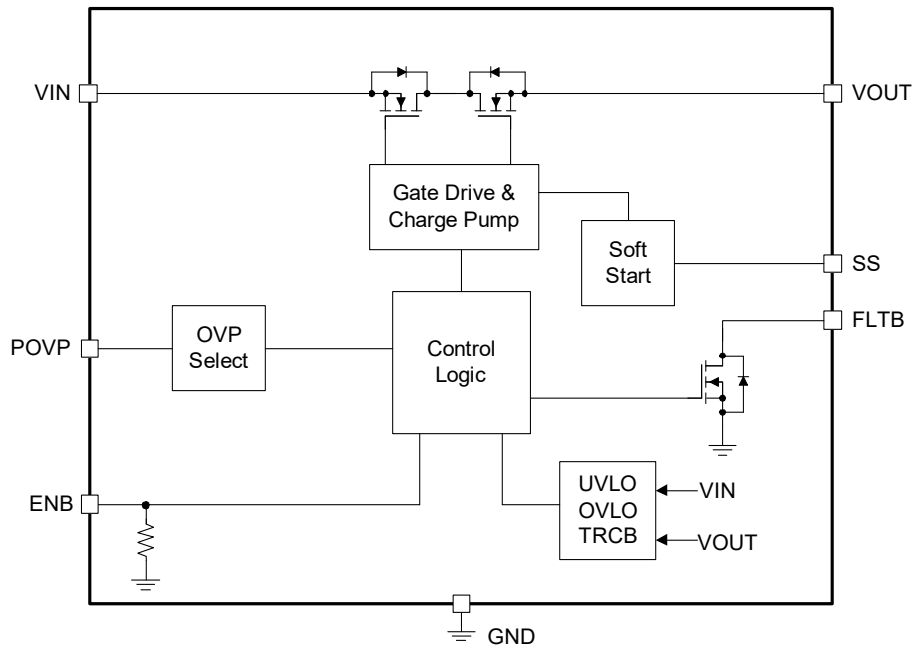 VIN
VOUT
Gate Drive &
Charge Pump
Soft
Start
SS
FLTB
POVP
OVP
Select
Control
Logic
ENB
UVLO
OVLO
TRCB
VIN
VOUT
GND